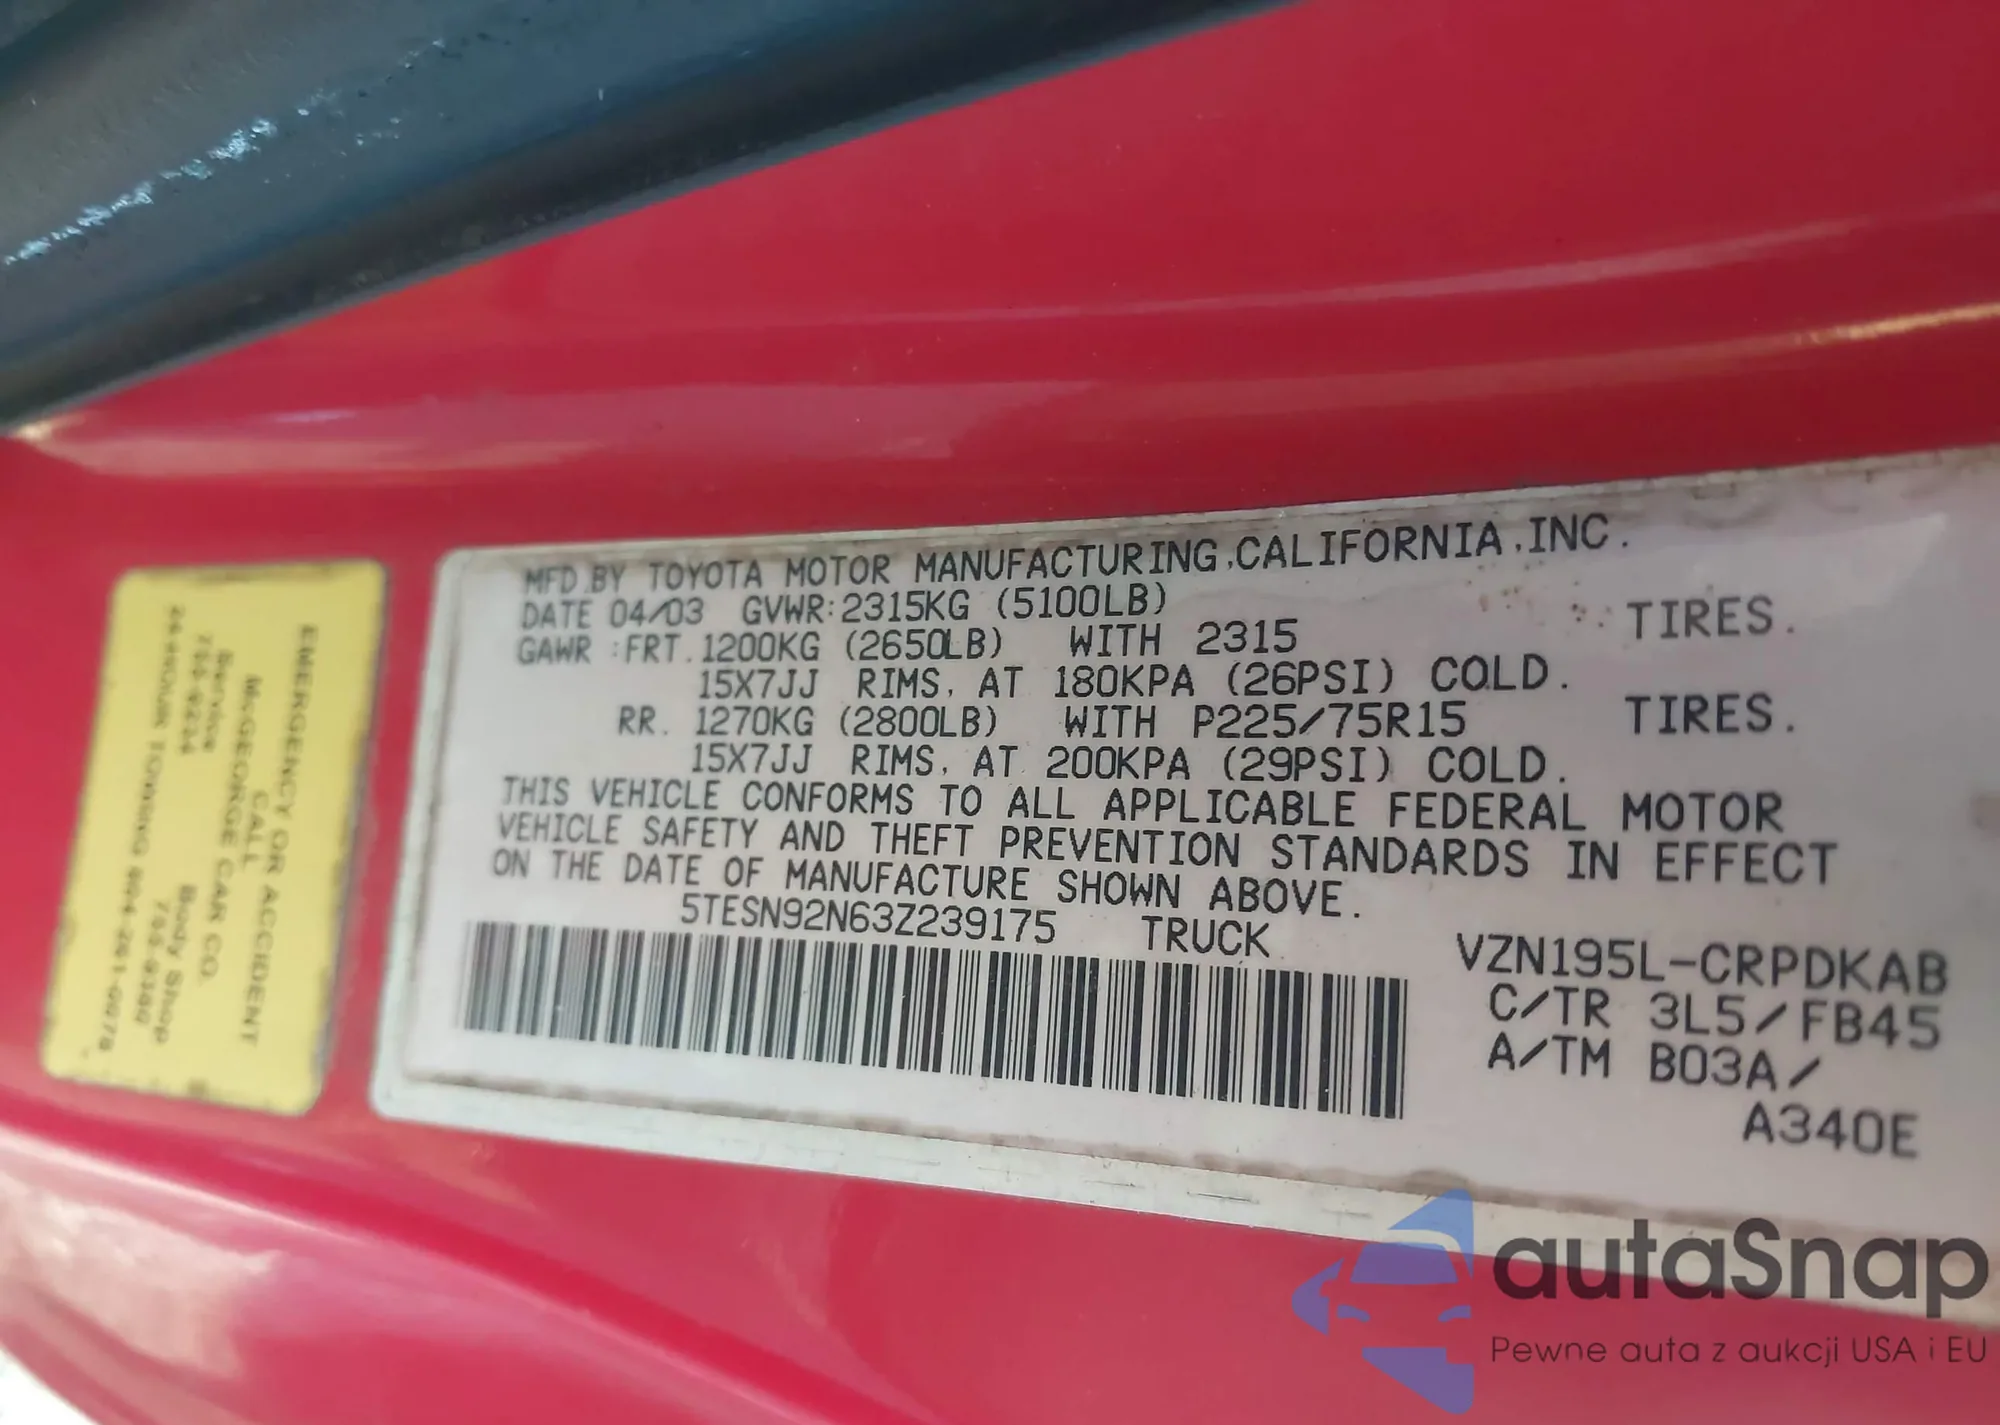 MFD.BY TOYOTA MOTOR MANUFACTURING,CALIFORNIA,INC.
DATE 04/03 GVWR:2315KG (5100LB)
GAWR :FRT.1200KG (2650LB) WITH 2315 TIRES.
15X7JJ RIMS, AT 180KPA (26PSI) COLD.
RR. 1270KG (2800LB) WITH P225/75R15 TIRES.
15X7JJ RIMS, AT 200KPA (29PSI) COLD.
THIS VEHICLE CONFORMS TO ALL APPLICABLE FEDERAL MOTOR
VEHICLE SAFETY AND THEFT PREVENTION STANDARDS IN EFFECT
ON THE DATE OF MANUFACTURE SHOWN ABOVE.
5TESN92N63Z239175 TRUCK
VZN195L-CRPDKAB
C/TR 3L5/FB45
A/TM B03A/
A340E
EMERGENCY OR ACCIDENT
CALL
McGEORGE CAR CO.
Service Body Shop
24 HOUR TOWING
autaSnap
Pewne auta z aukcji USA i EU